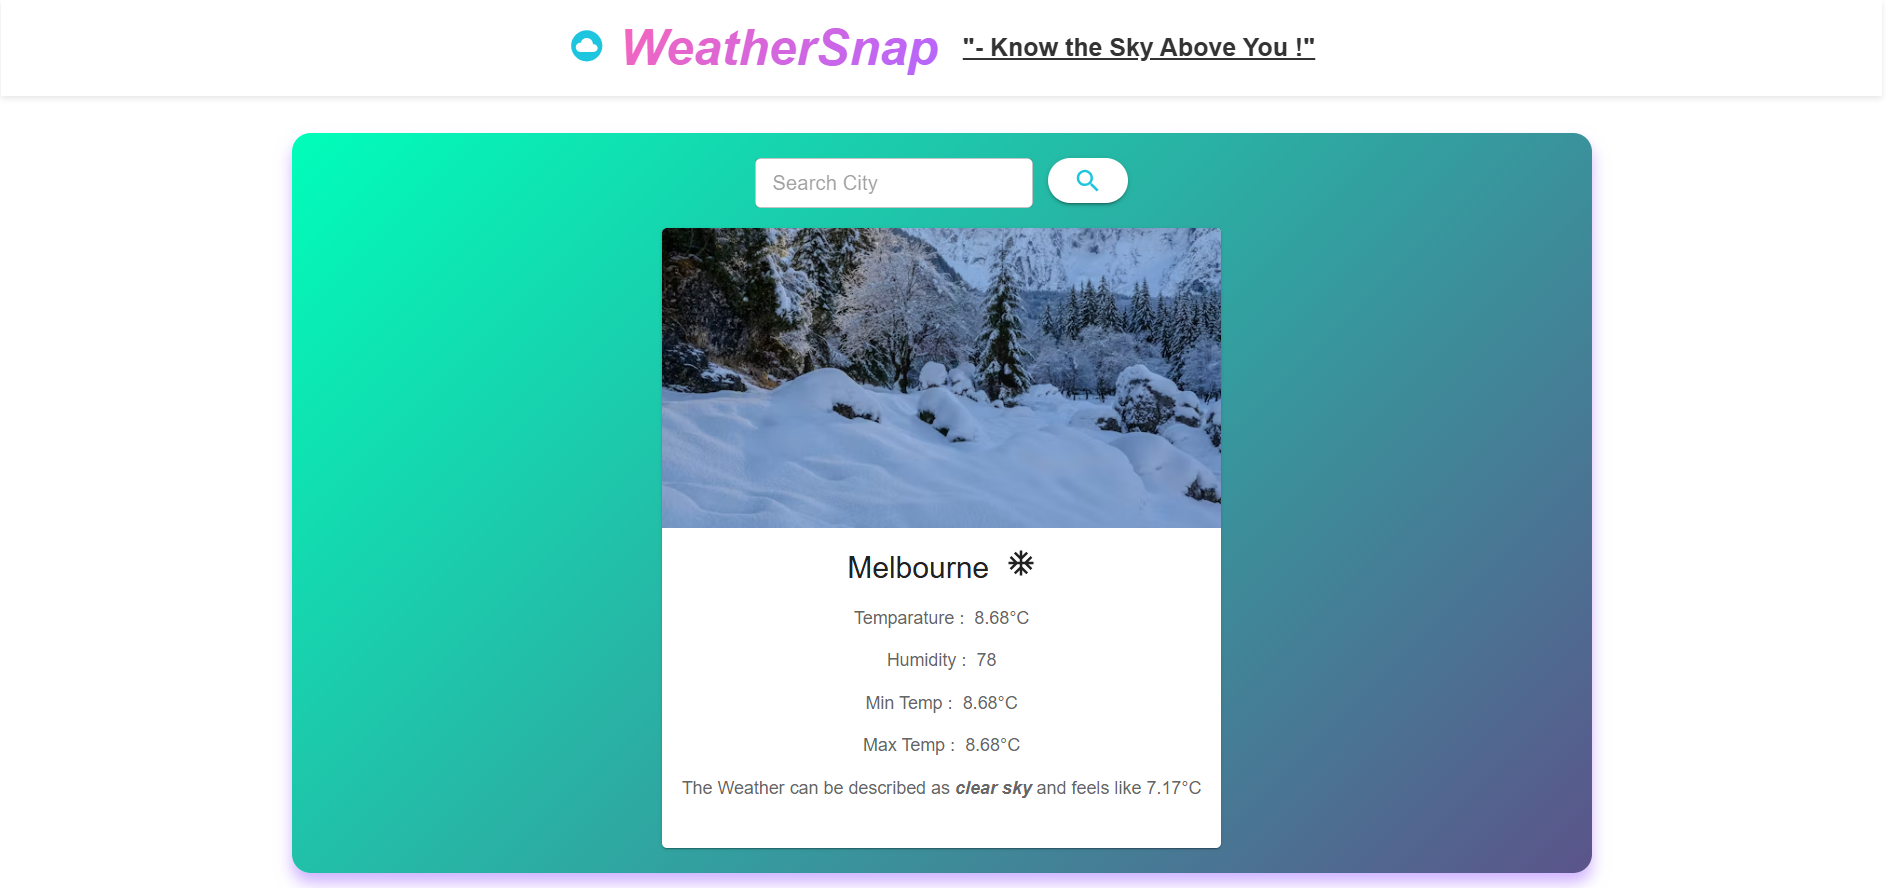 WeatherSnap "- Know the Sky Above You !"
Search City
Melbourne
Temparature : 8.68°C
Humidity : 78
Min Temp : 8.68°C
Max Temp : 8.68°C
The Weather can be described as clear sky and feels like 7.17°C